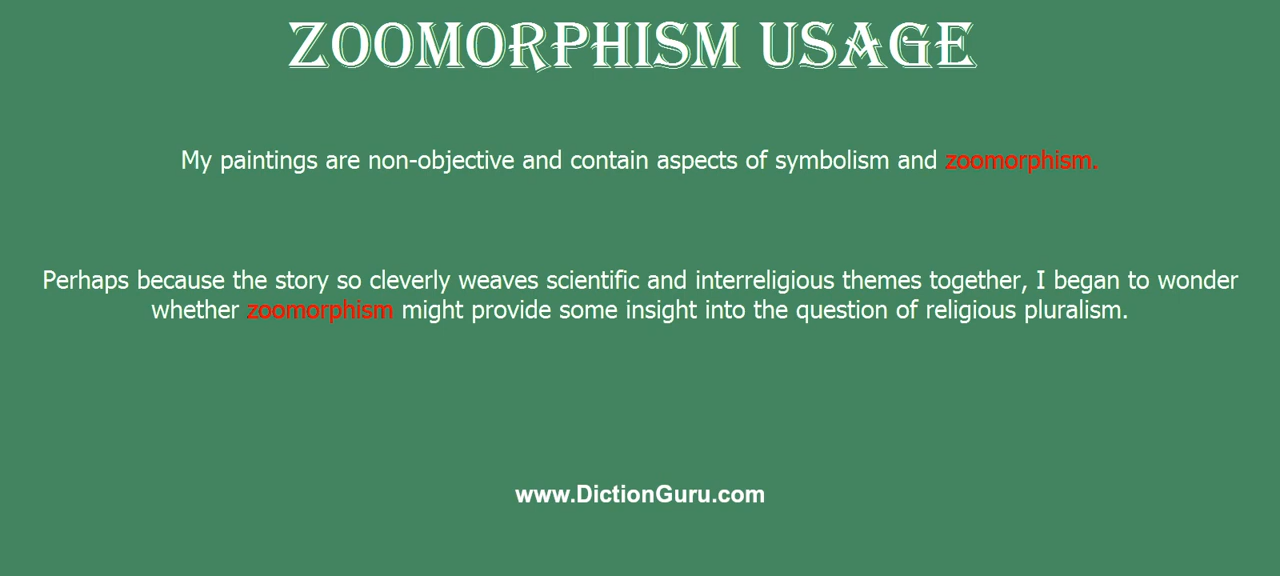 ZOOMORPHISM USAGE
My paintings are non-objective and contain aspects of symbolism and zoomorphism.
Perhaps because the story so cleverly weaves scientific and interreligious themes together, I began to wonder
whether zoomorphism might provide some insight into the question of religious pluralism.
www.DictionGuru.com